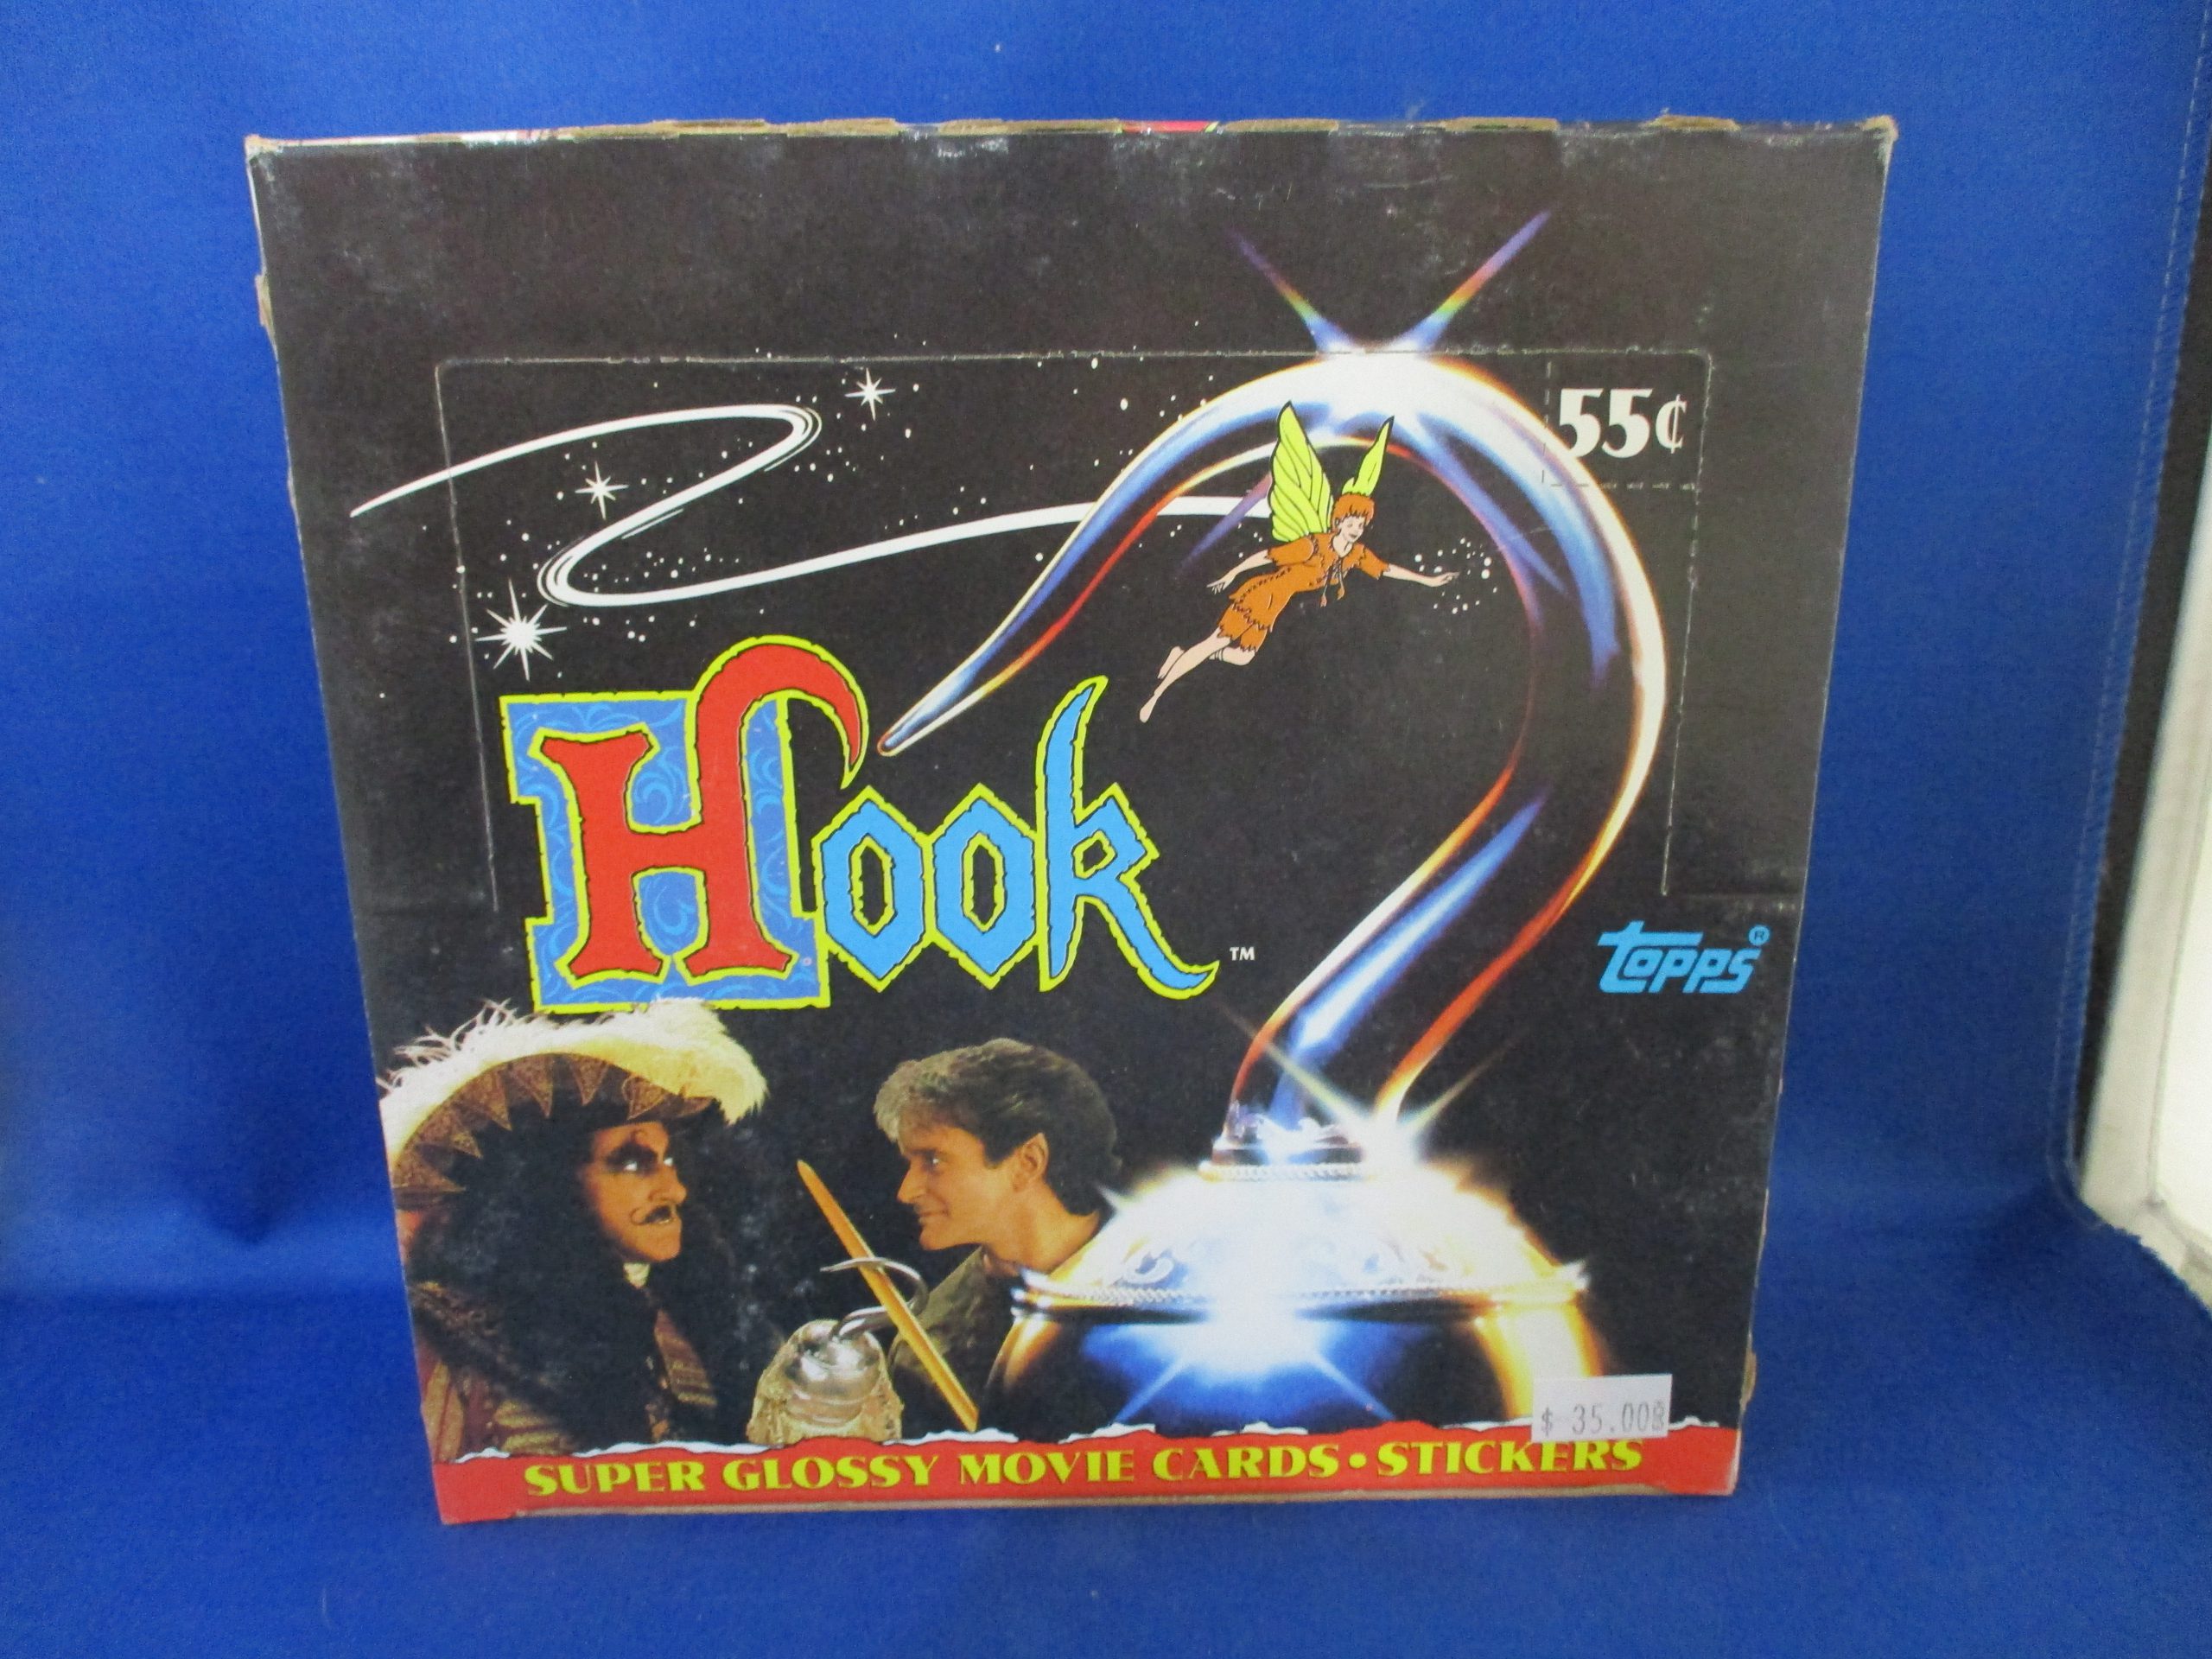 55¢
Hook™
topps®
$ 35.00
SUPER GLOSSY MOVIE CARDS • STICKERS